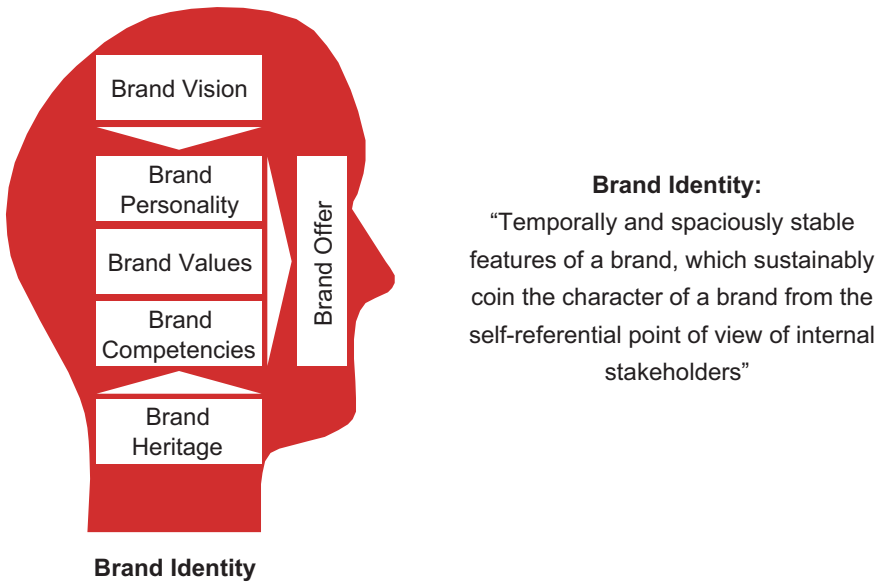 Brand Vision
Brand
Personality
Brand Values
Brand
Competencies
Brand
Heritage
Brand Offer
Brand Identity
Brand Identity:
“Temporally and spaciously stable
features of a brand, which sustainably
coin the character of a brand from the
self-referential point of view of internal
stakeholders”